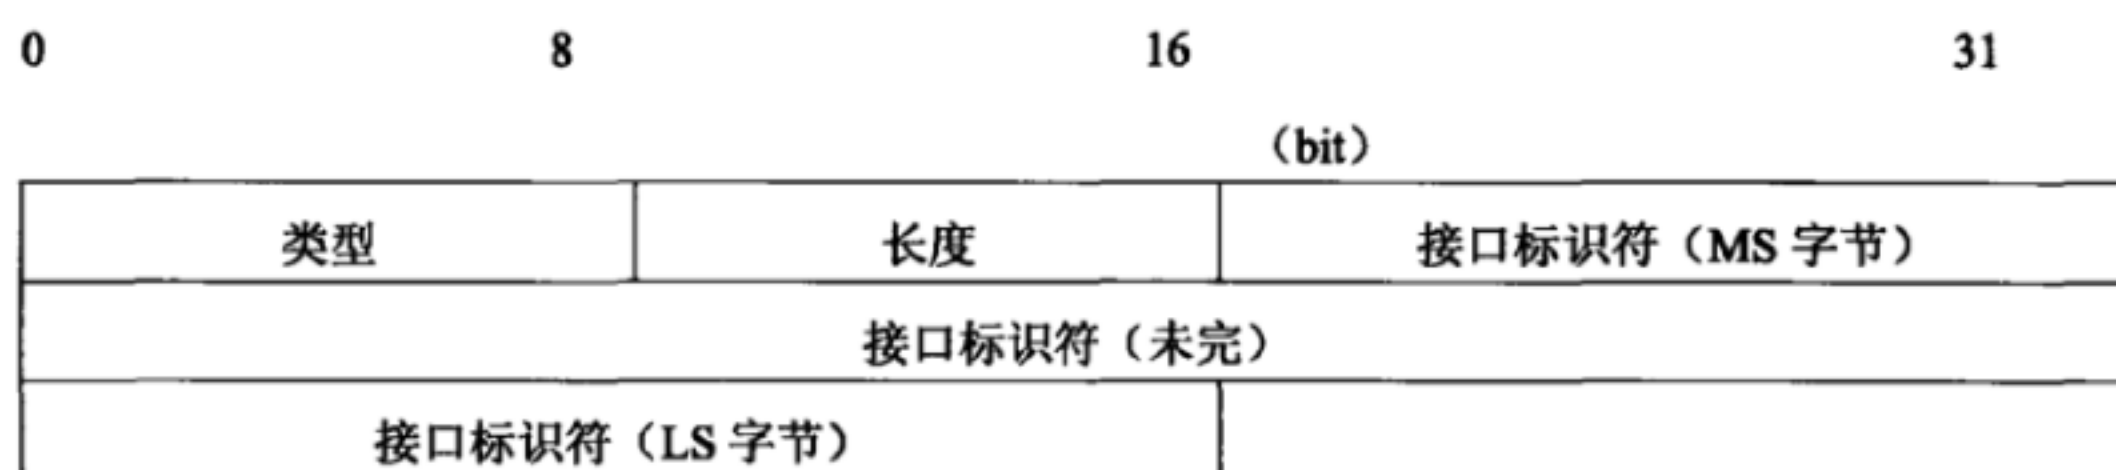 0 8 16 31
（bit）
类型 长度 接口标识符（MS 字节）
接口标识符（未完）
接口标识符（LS 字节）